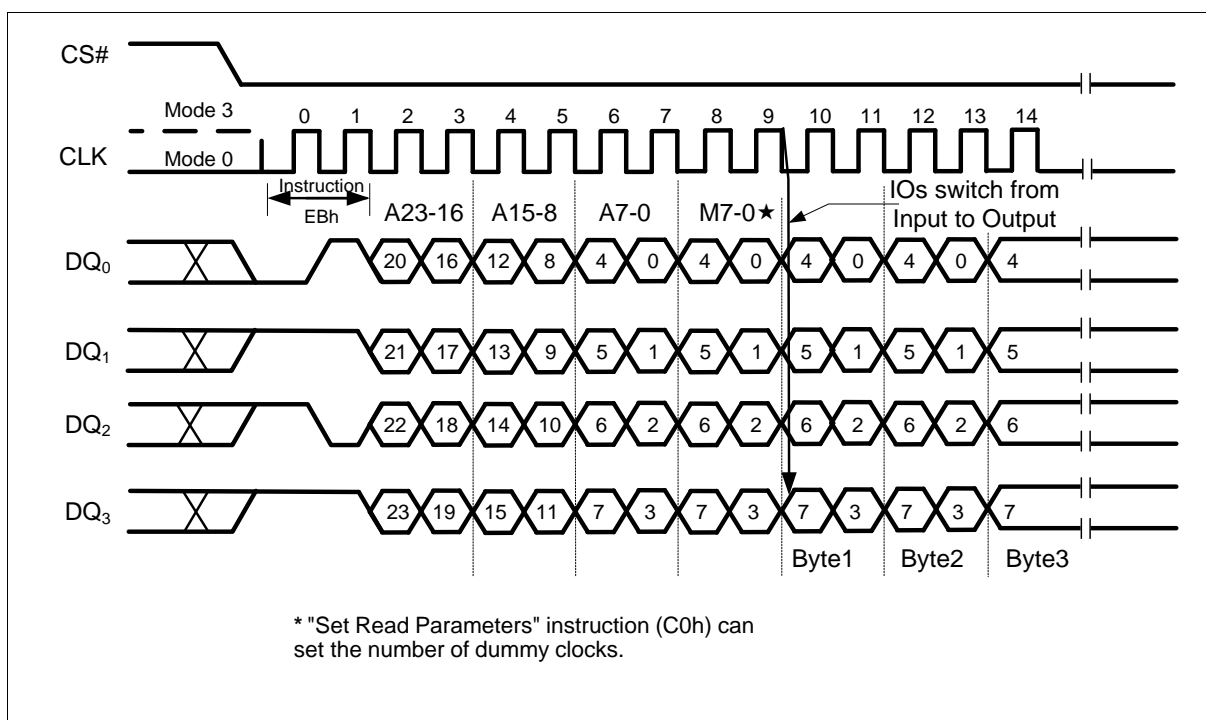 CS#
Mode 3
0 1 2 3 4 5 6 7 8 9 10 11 12 13 14
CLK
Mode 0
Instruction
EBh
A23-16 A15-8 A7-0 M7-0★
IOs switch from
Input to Output
DQ0 20 16 12 8 4 0 4 0 4 0 4 0 4
DQ1 21 17 13 9 5 1 5 1 5 1 5 1 5
DQ2 22 18 14 10 6 2 6 2 6 2 6 2 6
DQ3 23 19 15 11 7 3 7 3 7 3 7 3 7
Byte1 Byte2 Byte3
* "Set Read Parameters" instruction (C0h) can
set the number of dummy clocks.